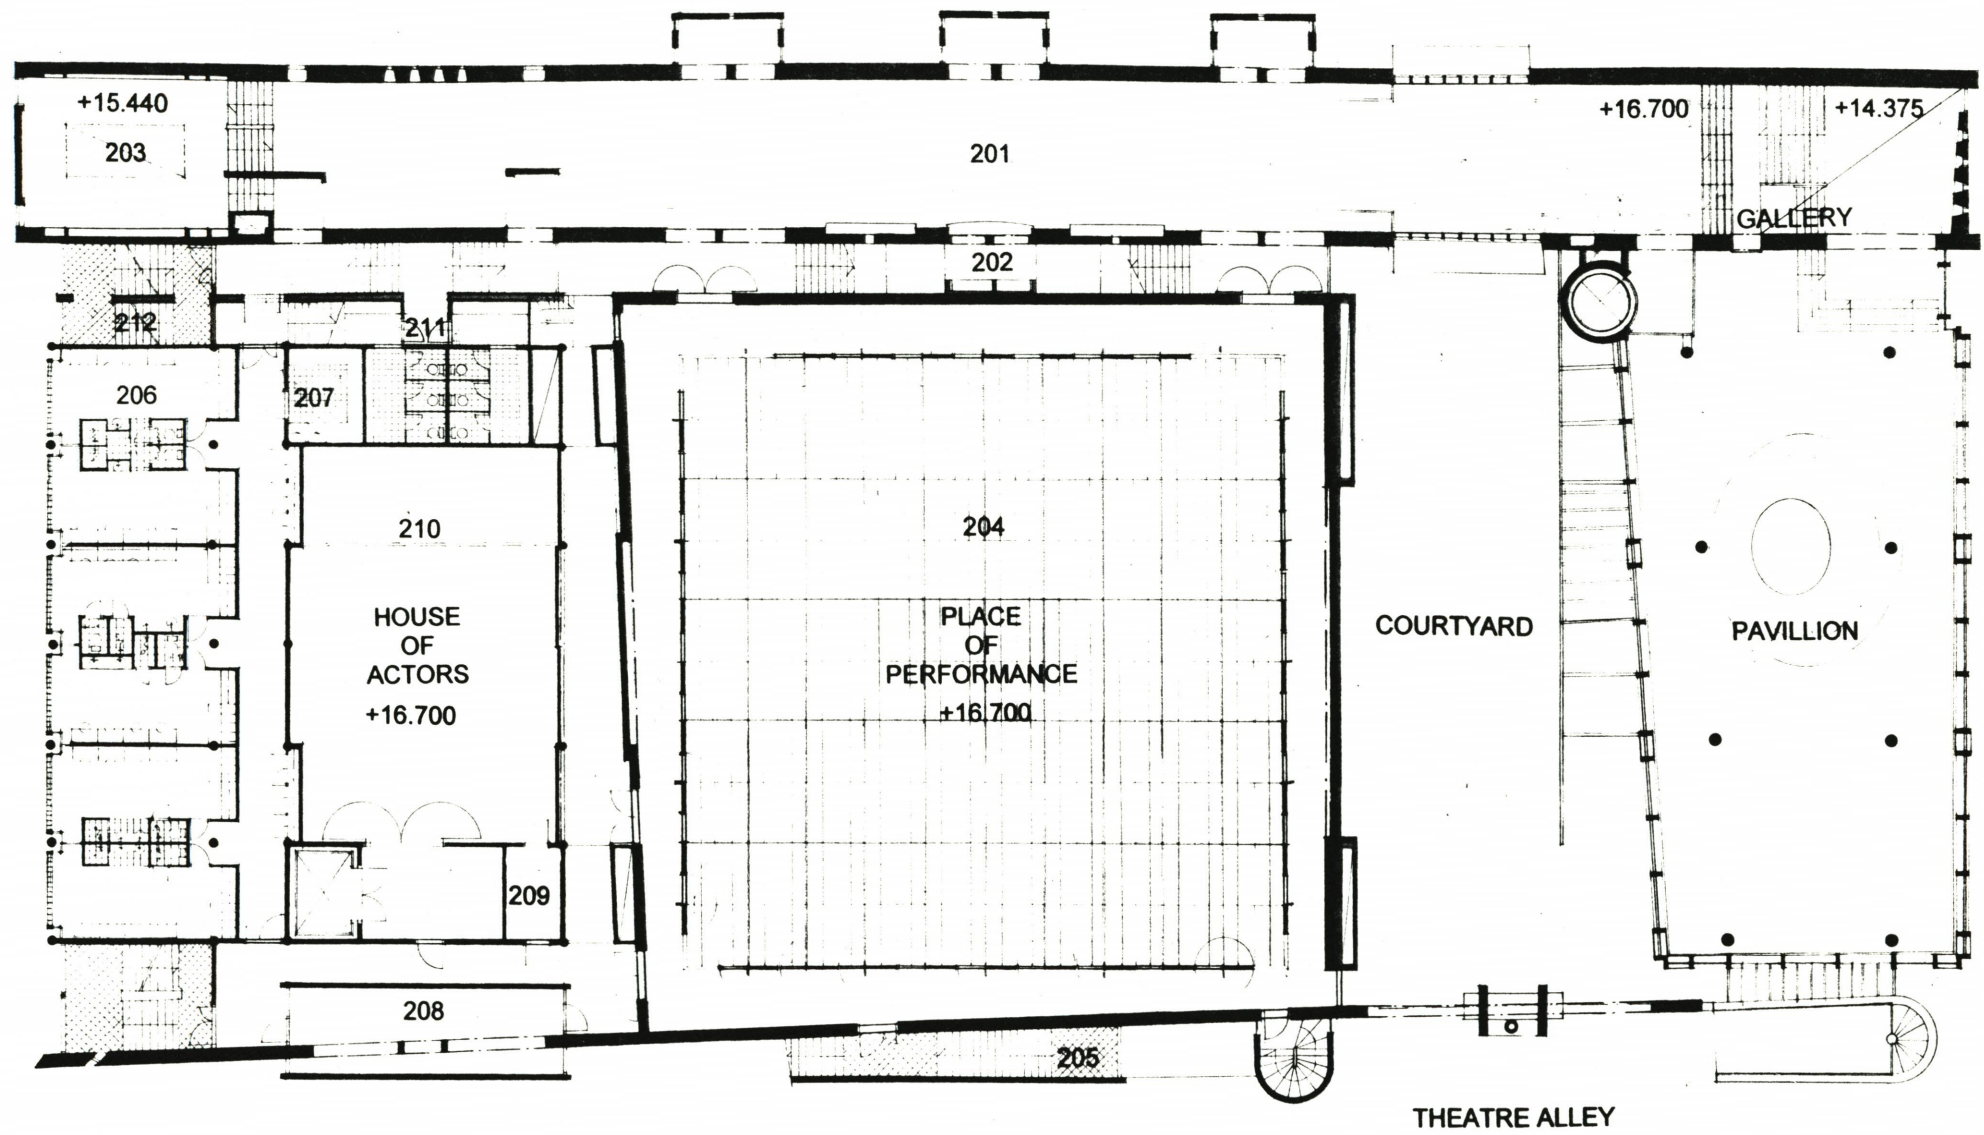 +15.440
203
201
+16.700
+14.375
GALLERY
202
212
211
206
207
210
HOUSE
OF
ACTORS
+16.700
204
PLACE
OF
PERFORMANCE
+16.700
COURTYARD
PAVILLION
209
208
205
THEATRE ALLEY